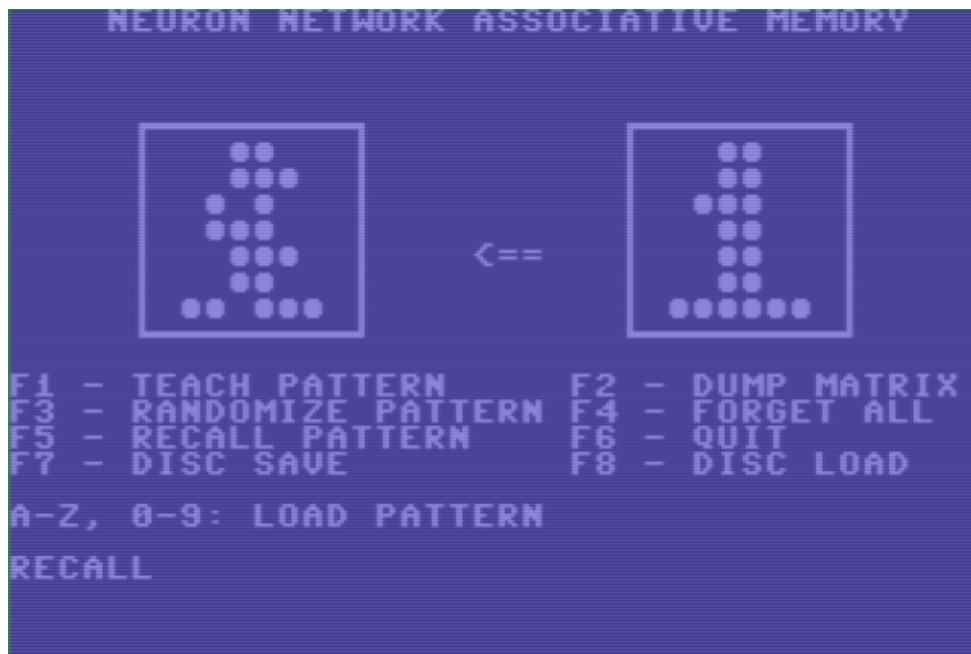 NEURON NETWORK ASSOCIATIVE MEMORY
<==
F1 - TEACH PATTERN F2 - DUMP MATRIX
F3 - RANDOMIZE PATTERN F4 - FORGET ALL
F5 - RECALL PATTERN F6 - QUIT
F7 - DISC SAVE F8 - DISC LOAD
A-Z, 0-9: LOAD PATTERN
RECALL